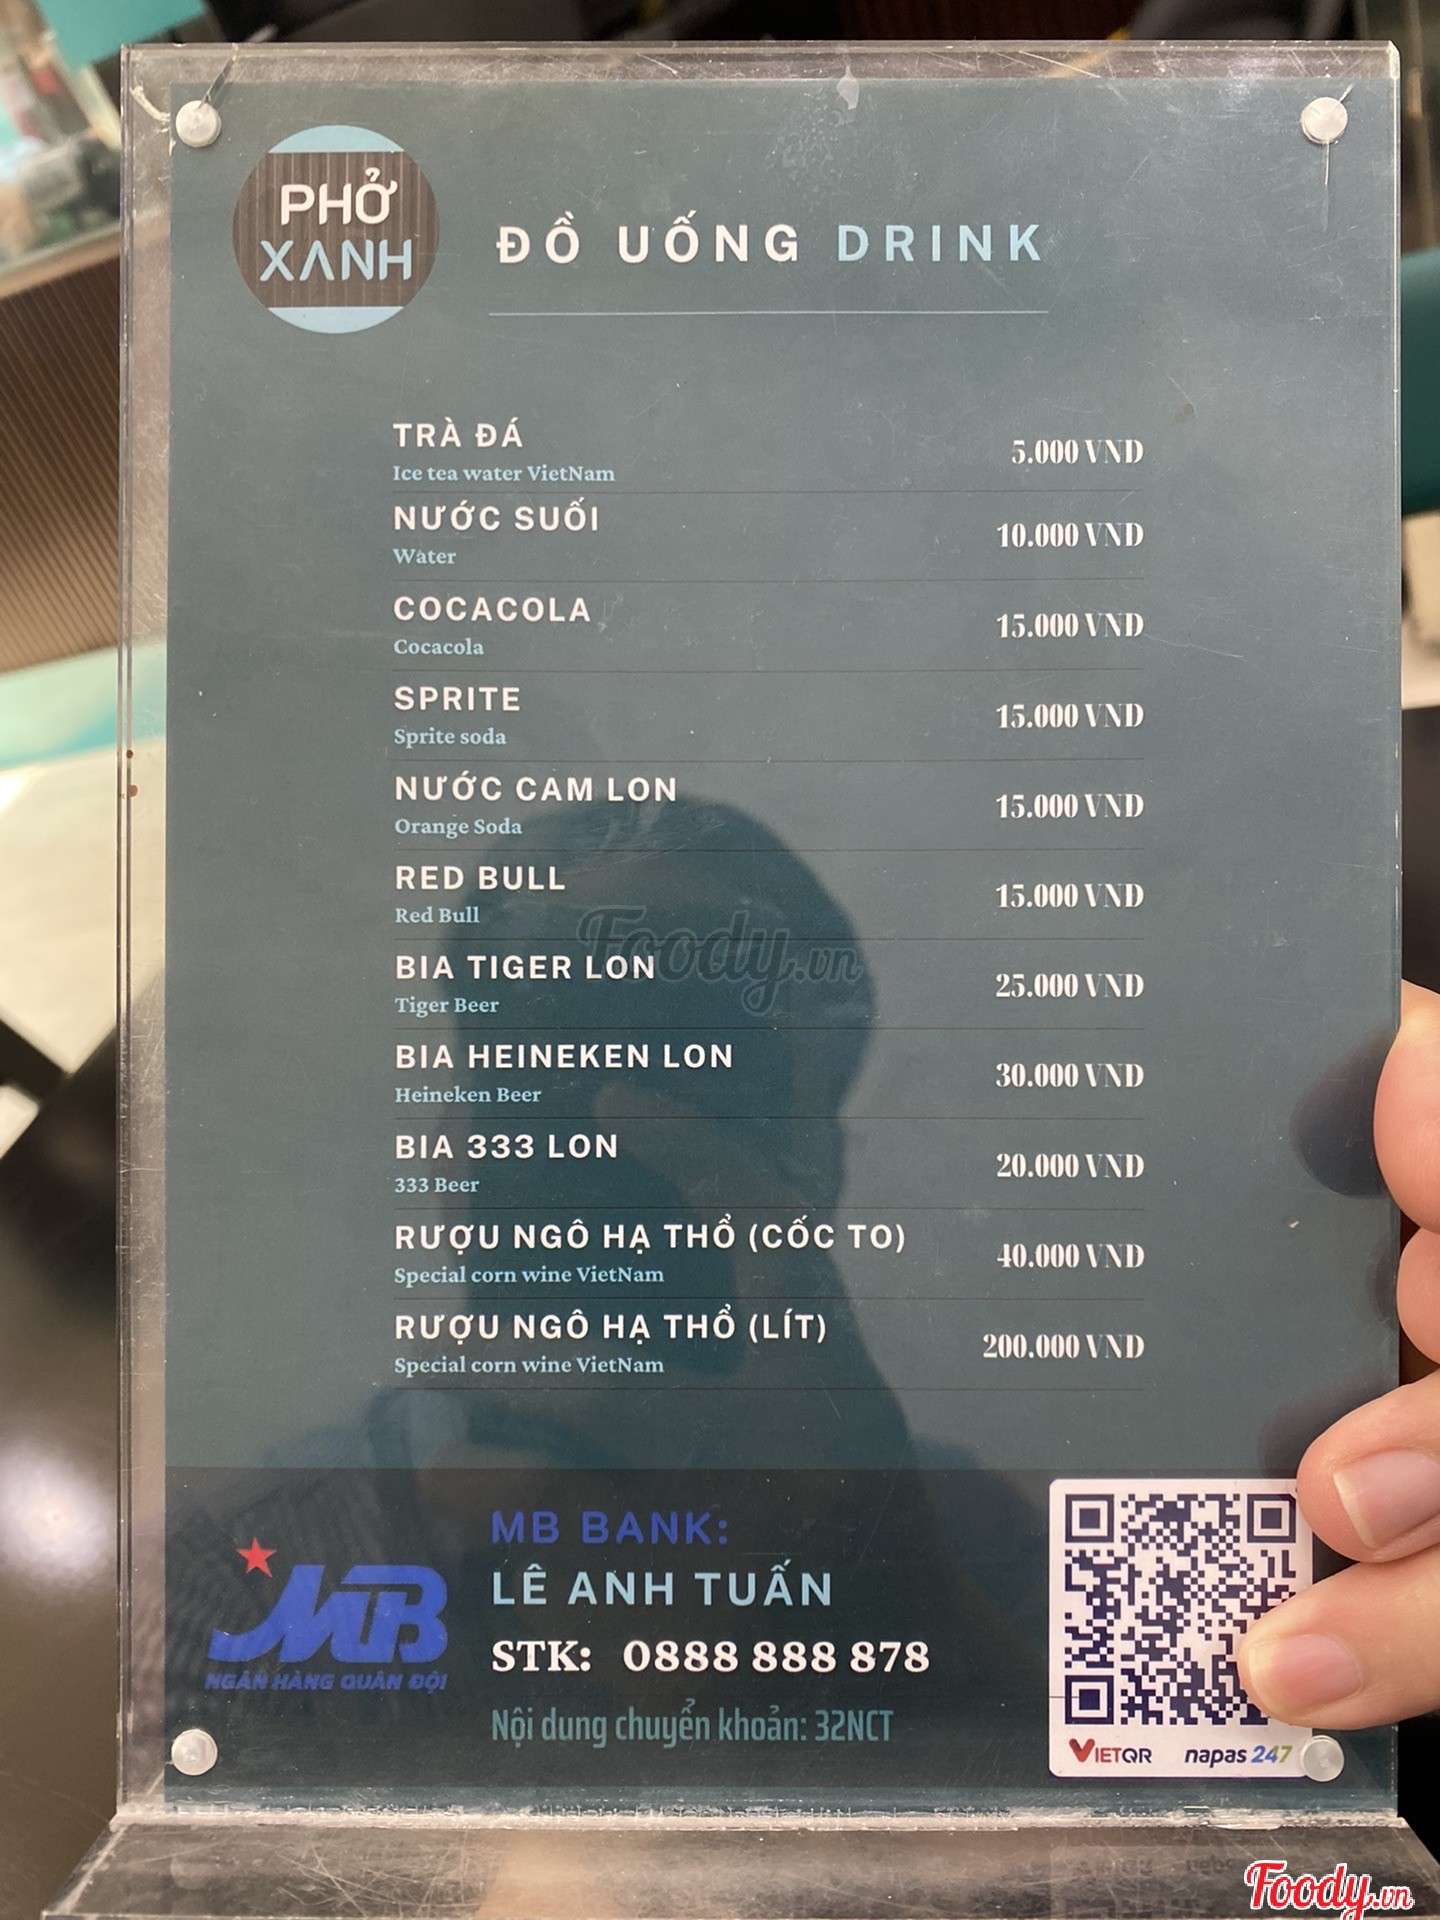 PHỞ
XANH
ĐỒ UỐNG DRINK
TRÀ ĐÁ
Ice tea water VietNam
5.000 VND
NƯỚC SUỐI
Water
10.000 VND
COCACOLA
Cocacola
15.000 VND
SPRITE
Sprite soda
15.000 VND
NƯỚC CAM LON
Orange Soda
15.000 VND
RED BULL
Red Bull
15.000 VND
BIA TIGER LON
Tiger Beer
25.000 VND
BIA HEINEKEN LON
Heineken Beer
30.000 VND
BIA 333 LON
333 Beer
20.000 VND
RƯỢU NGÔ HẠ THỔ (CỐC TO)
Special corn wine VietNam
40.000 VND
RƯỢU NGÔ HẠ THỔ (LÍT)
Special corn wine VietNam
200.000 VND
Foody.vn
MB
NGÂN HÀNG QUÂN ĐỘI
MB BANK:
LÊ ANH TUẤN
STK: 0888 888 878
Nội dung chuyển khoản: 32NCT
VIETQR napas 247
Foody.vn